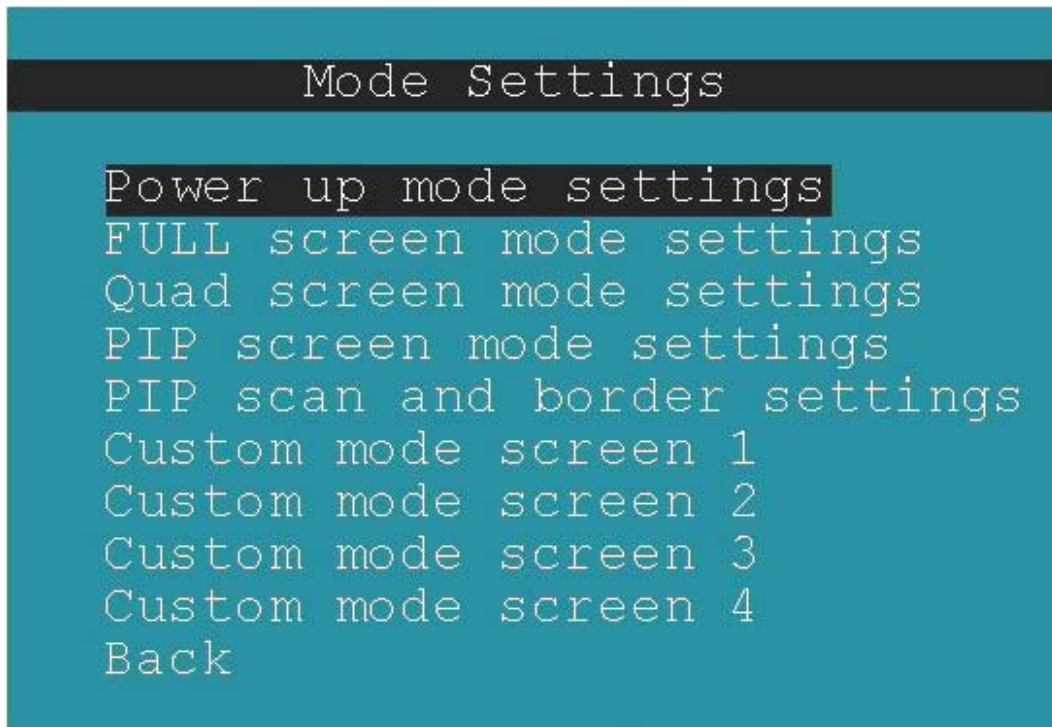 Mode Settings
Power up mode settings
FULL screen mode settings
Quad screen mode settings
PIP screen mode settings
PIP scan and border settings
Custom mode screen 1
Custom mode screen 2
Custom mode screen 3
Custom mode screen 4
Back